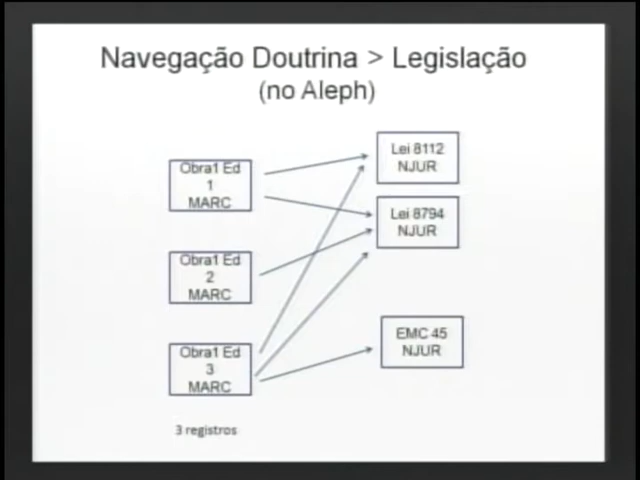 Navegação Doutrina > Legislação
(no Aleph)
Obra1 Ed
1
MARC
Lei 8112
NJUR
Lei 8794
NJUR
Obra1 Ed
2
MARC
Obra1 Ed
3
MARC
EMC 45
NJUR
3 registros